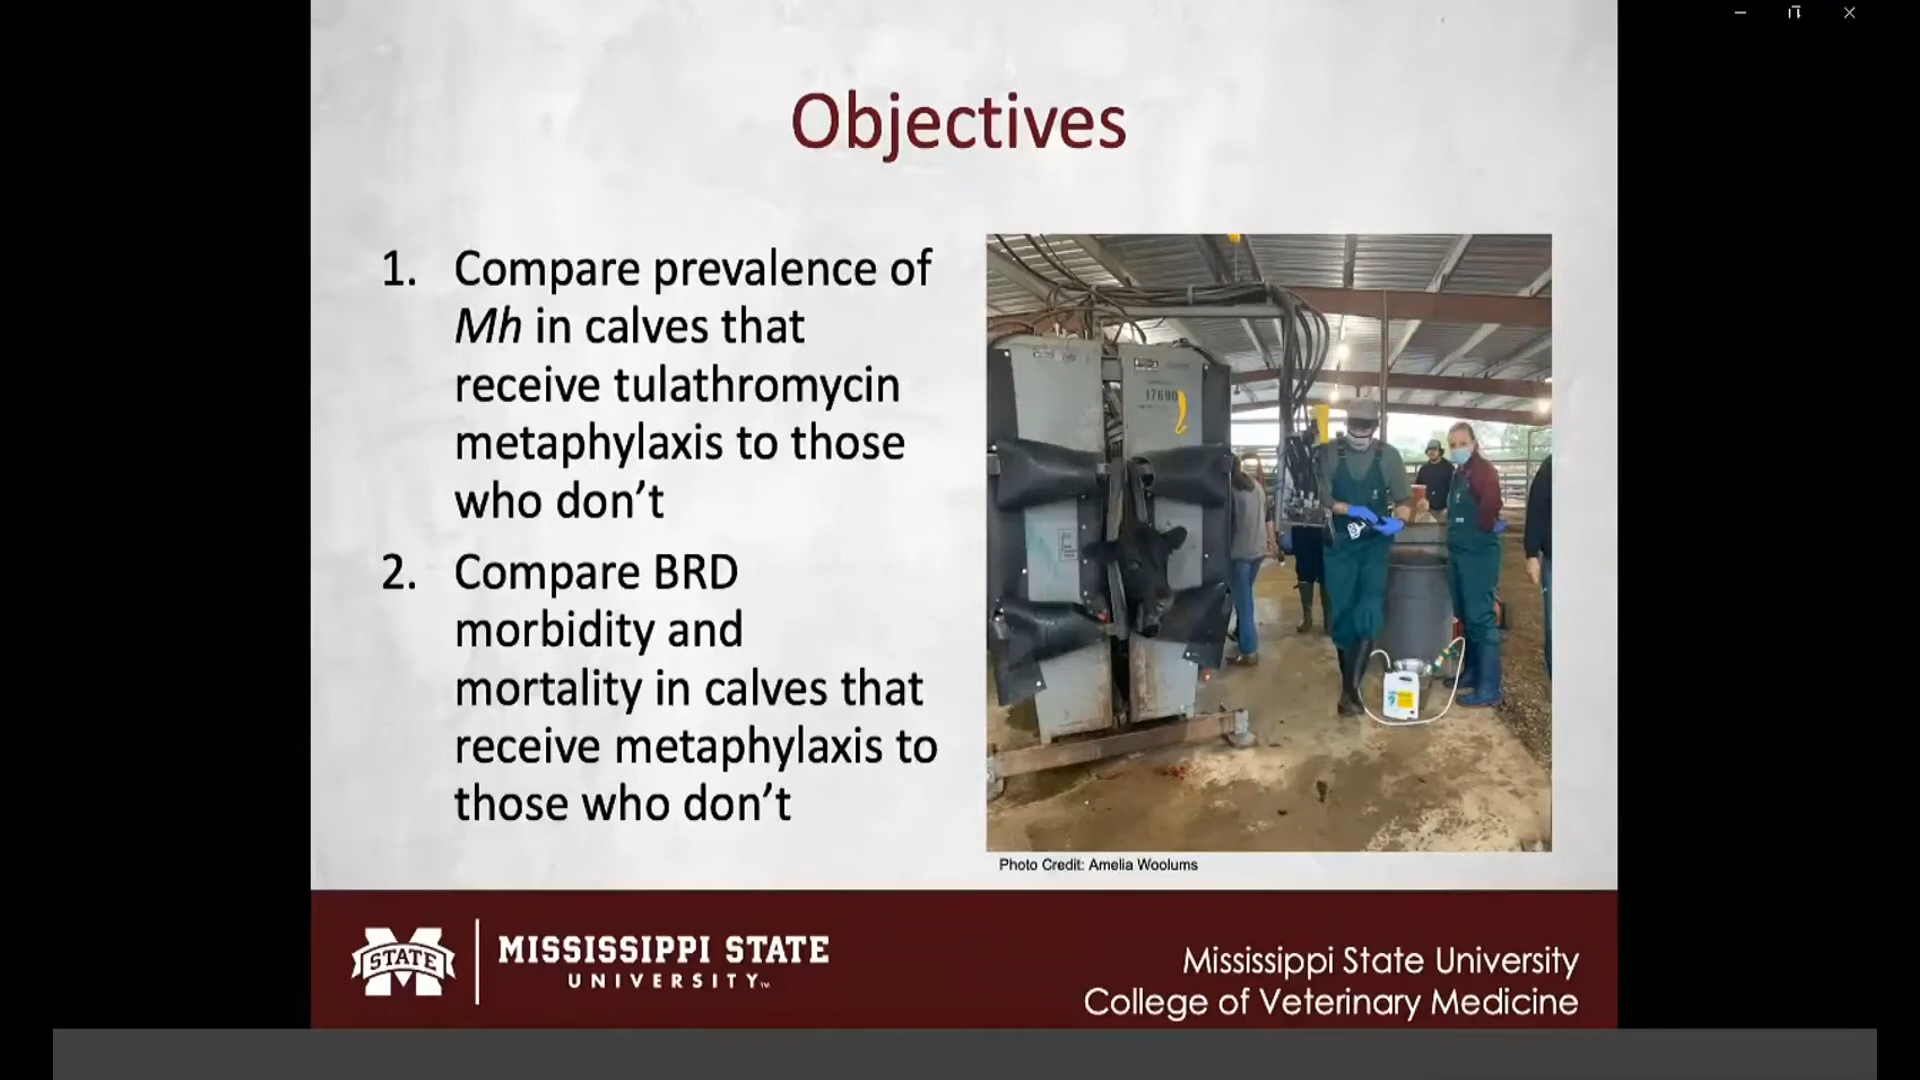 Objectives
1. Compare prevalence of
Mh in calves that
receive tulathromycin
metaphylaxis to those
who don’t
2. Compare BRD
morbidity and
mortality in calves that
receive metaphylaxis to
those who don’t
17690
Photo Credit: Amelia Woolums
STATE
MISSISSIPPI STATE
UNIVERSITY™
Mississippi State University
College of Veterinary Medicine